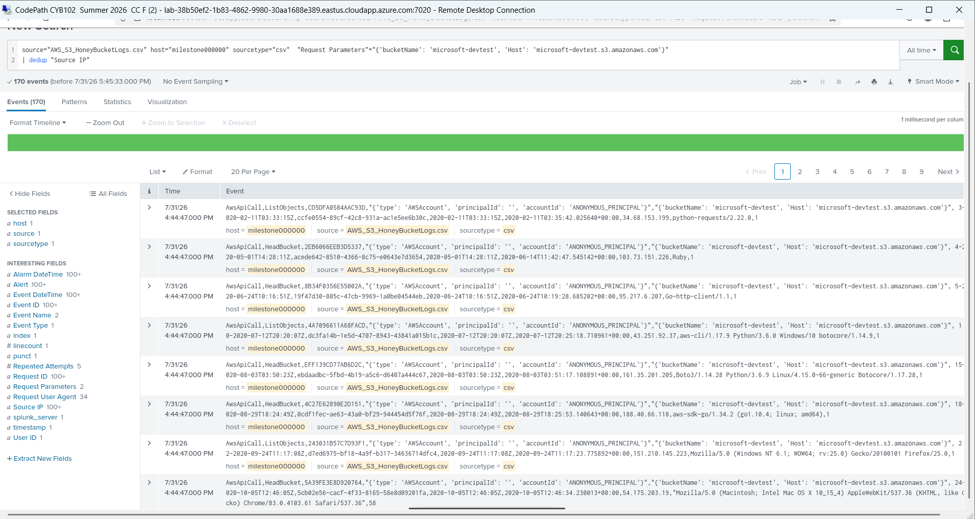 CodePath CYB102 Summer 2026 CC F (2) - lab-38b50ef2-1b83-4862-9980-30aa1688e389.eastus.cloudapp.azure.com:7020 - Remote Desktop Connection
New Search
1 source="AWS_S3_HoneyBucketLogs.csv" host="milestone000000" sourcetype="csv" "Request Parameters"="{'bucketName': 'microsoft-devtest', 'Host': 'microsoft-devtest.s3.amazonaws.com'}"
2 | dedup "Source IP"
All time
170 events (before 7/31/26 5:45:33.000 PM)
No Event Sampling
Job
Smart Mode
Events (170)
Patterns
Statistics
Visualization
Format Timeline
— Zoom Out
+ Zoom to Selection
× Deselect
1 millisecond per colum
List
Format
20 Per Page
< Prev
1 2 3 4 5 6 7 8 9
Next >
< Hide Fields
All Fields
i
Time
Event
SELECTED FIELDS
a host 1
a source 1
a sourcetype 1
INTERESTING FIELDS
a Alarm DateTime 100+
a Alert 100+
a Event DateTime 100+
a Event ID 100+
a Event Name 2
a Event Type 1
a index 1
# linecount 1
a punct 1
# Repeated Attempts 5
a Request ID 100+
a Request Parameters 2
a Request User Agent 34
a Source IP 100+
a splunk_server 1
a timestamp 1
a User ID 1
+ Extract New Fields
7/31/26
4:44:47.000 PM
AwsApiCall,ListObjects,CD5DFA0584AAC93D,"{'type': 'AWSAccount', 'principalId': '', 'accountId': 'ANONYMOUS_PRINCIPAL'}","{'bucketName': 'microsoft-devtest', 'Host': 'microsoft-devtest.s3.amazonaws.com'}", 3-
020-02-11T03:33:15Z,ccfe0554-89cf-42c8-931a-ac1e5ee6b30c,2020-02-11T03:33:15Z,2020-02-11T03:35:42.025640+00:00,34.68.153.199,python-requests/2.22.0,1
host = milestone000000 source = AWS_S3_HoneyBucketLogs.csv sourcetype = csv
7/31/26
4:44:47.000 PM
AwsApiCall,HeadBucket,2EB6066EEB3D5337,"{'type': 'AWSAccount', 'principalId': '', 'accountId': 'ANONYMOUS_PRINCIPAL'}","{'bucketName': 'microsoft-devtest', 'Host': 'microsoft-devtest.s3.amazonaws.com'}", 4-2
20-05-01T14:28:11Z,acede642-8510-4366-8c75-e0643e7d3654,2020-05-01T14:28:11Z,2020-06-14T11:42:47.545142+00:00,103.73.151.226,Ruby,1
host = milestone000000 source = AWS_S3_HoneyBucketLogs.csv sourcetype = csv
7/31/26
4:44:47.000 PM
AwsApiCall,HeadBucket,8B34F0356E55002A,"{'type': 'AWSAccount', 'principalId': '', 'accountId': 'ANONYMOUS_PRINCIPAL'}","{'bucketName': 'microsoft-devtest', 'Host': 'microsoft-devtest.s3.amazonaws.com'}", 5-2
20-06-24T10:16:51Z,19f47d30-805c-47cb-9969-1a0be04544eb,2020-06-24T10:16:51Z,2020-06-24T10:19:28.685202+00:00,95.217.6.207,Go-http-client/1.1,1
host = milestone000000 source = AWS_S3_HoneyBucketLogs.csv sourcetype = csv
7/31/26
4:44:47.000 PM
AwsApiCall,ListObjects,4A7096611A68FACD,"{'type': 'AWSAccount', 'principalId': '', 'accountId': 'ANONYMOUS_PRINCIPAL'}","{'bucketName': 'microsoft-devtest', 'Host': 'microsoft-devtest.s3.amazonaws.com'}", 1
0-2020-07-12T20:20:07Z,dc3fa14b-1e5d-4707-8943-43841a015b1c,2020-07-12T20:20:07Z,2020-07-12T20:25:18.710961+00:00,43.251.92.37,aws-cli/1.17.9 Python/3.6.0 Windows/10 botocore/1.14.9,1
host = milestone000000 source = AWS_S3_HoneyBucketLogs.csv sourcetype = csv
7/31/26
4:44:47.000 PM
AwsApiCall,HeadBucket,EFF139CD77AB6D2C,"{'type': 'AWSAccount', 'principalId': '', 'accountId': 'ANONYMOUS_PRINCIPAL'}","{'bucketName': 'microsoft-devtest', 'Host': 'microsoft-devtest.s3.amazonaws.com'}", 15-
020-08-03T03:50:23Z,ebdaadbc-5fbd-4b19-a5c6-d6407a444c67,2020-08-03T03:50:23Z,2020-08-03T03:51:17.108891+00:00,161.35.201.205,Boto3/1.14.28 Python/3.6.9 Linux/4.15.0-66-generic Botocore/1.17.28,1
host = milestone000000 source = AWS_S3_HoneyBucketLogs.csv sourcetype = csv
7/31/26
4:44:47.000 PM
AwsApiCall,HeadBucket,4C27E62890E2D151,"{'type': 'AWSAccount', 'principalId': '', 'accountId': 'ANONYMOUS_PRINCIPAL'}","{'bucketName': 'microsoft-devtest', 'Host': 'microsoft-devtest.s3.amazonaws.com'}", 18-
020-08-29T18:24:49Z,0cdf1fec-ae63-43a0-bf29-944454d5f76f,2020-08-29T18:24:49Z,2020-08-29T18:25:53.140643+00:00,188.40.66.118,aws-sdk-go/1.34.2 (go1.10.4; linux; amd64),1
host = milestone000000 source = AWS_S3_HoneyBucketLogs.csv sourcetype = csv
7/31/26
4:44:47.000 PM
AwsApiCall,ListObjects,243031B57C7D93F1,"{'type': 'AWSAccount', 'principalId': '', 'accountId': 'ANONYMOUS_PRINCIPAL'}","{'bucketName': 'microsoft-devtest', 'Host': 'microsoft-devtest.s3.amazonaws.com'}", 2
2-2020-09-24T11:17:08Z,d7ed6975-bf18-4a9f-b317-34636714dfc4,2020-09-24T11:17:08Z,2020-09-24T11:17:23.775892+00:00,151.210.145.223,Mozilla/5.0 (Windows NT 6.1; WOW64; rv:25.0) Gecko/20100101 Firefox/25.0,1
host = milestone000000 source = AWS_S3_HoneyBucketLogs.csv sourcetype = csv
7/31/26
4:44:47.000 PM
AwsApiCall,HeadBucket,5A39FE3E8D920764,"{'type': 'AWSAccount', 'principalId': '', 'accountId': 'ANONYMOUS_PRINCIPAL'}","{'bucketName': 'microsoft-devtest', 'Host': 'microsoft-devtest.s3.amazonaws.com'}", 24-
020-10-05T12:46:05Z,5cb02e56-cacf-4f33-8165-58e8d09201fa,2020-10-05T12:46:05Z,2020-10-05T12:46:34.230013+00:00,54.175.203.19,"Mozilla/5.0 (Macintosh; Intel Mac OS X 10_15_4) AppleWebKit/537.36 (KHTML, like G
cko) Chrome/83.0.4103.61 Safari/537.36",58